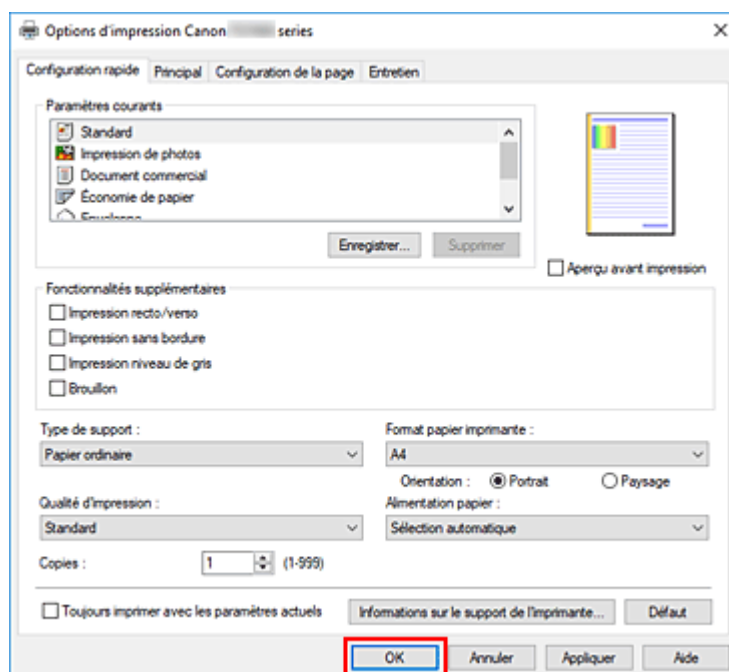 Options d'impression Canon series
Configuration rapide Principal Configuration de la page Entretien
Paramètres courants
Standard
Impression de photos
Document commercial
Économie de papier
Enregistrer... Supprimer
Aperçu avant impression
Fonctionnalités supplémentaires
Impression recto/verso
Impression sans bordure
Impression niveau de gris
Brouillon
Type de support : Format papier imprimante :
Papier ordinaire A4
Orientation : Portrait Paysage
Qualité d'impression : Alimentation papier :
Standard Sélection automatique
Copies : 1 (1-999)
Toujours imprimer avec les paramètres actuels Informations sur le support de l'imprimante... Défaut
OK Annuler Appliquer Aide